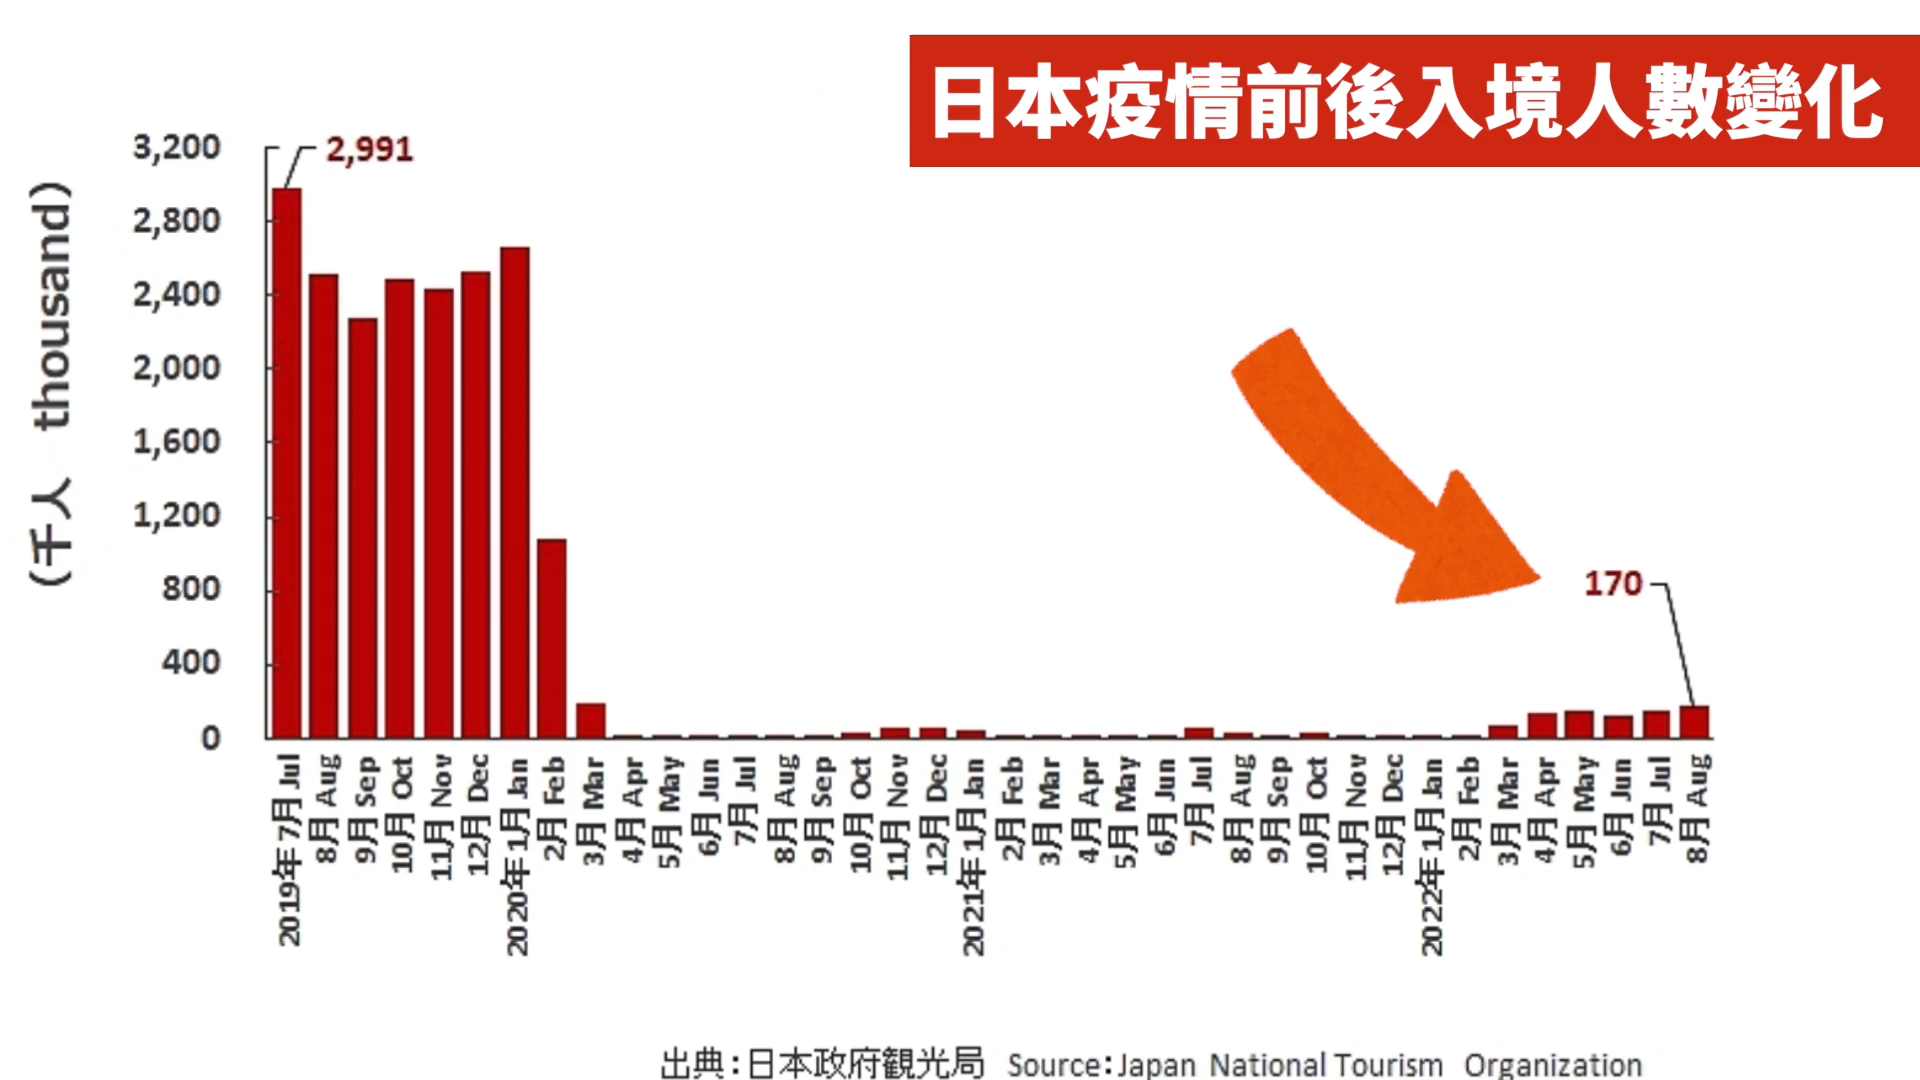 日本疫情前後入境人數變化
(千人 thousand)
3,200
2,800
2,400
2,000
1,600
1,200
800
400
0
2,991
170
2019年 7月 Jul
8月 Aug
9月 Sep
10月 Oct
11月 Nov
12月 Dec
2020年 1月 Jan
2月 Feb
3月 Mar
4月 Apr
5月 May
6月 Jun
7月 Jul
8月 Aug
9月 Sep
10月 Oct
11月 Nov
12月 Dec
2021年 1月 Jan
2月 Feb
3月 Mar
4月 Apr
5月 May
6月 Jun
7月 Jul
8月 Aug
9月 Sep
10月 Oct
11月 Nov
12月 Dec
2022年 1月 Jan
2月 Feb
3月 Mar
4月 Apr
5月 May
6月 Jun
7月 Jul
8月 Aug
出典：日本政府観光局 Source：Japan National Tourism Organization